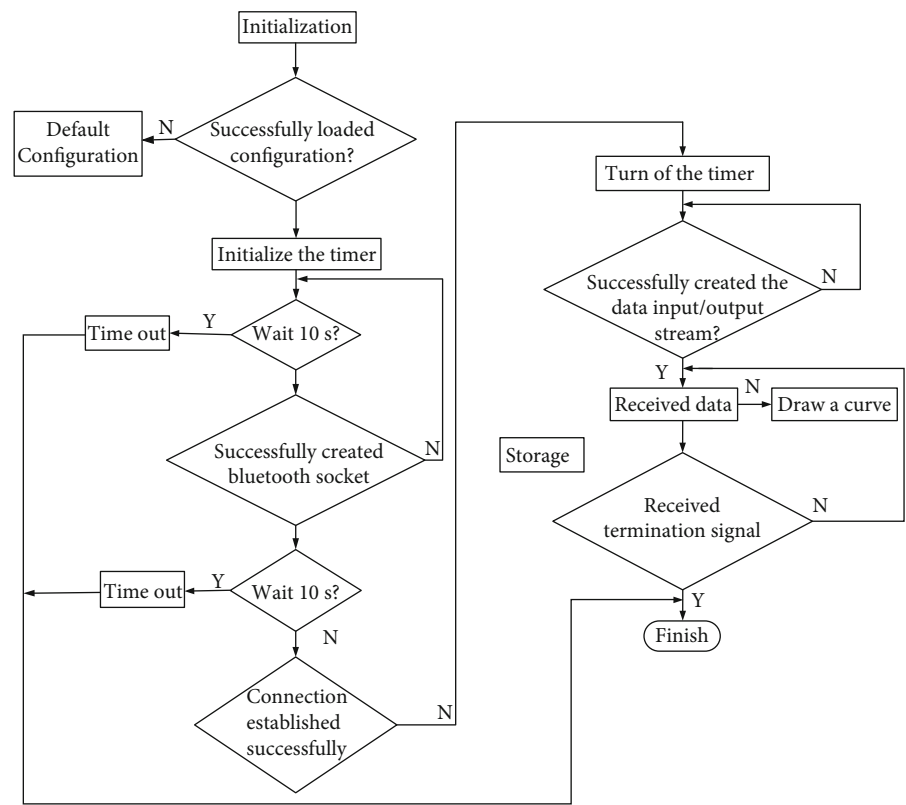 Initialization
N
Default
Configuration
Successfully loaded
configuration?
Initialize the timer
Y
Time out
Wait 10 s?
Successfully created
bluetooth socket
N
Y
Time out
Wait 10 s?
N
Connection
established
successfully
N
Turn of the timer
Successfully created the
data input/output
stream?
N
Y
Received data
N
Draw a curve
Storage
Received
termination signal
N
Y
Finish